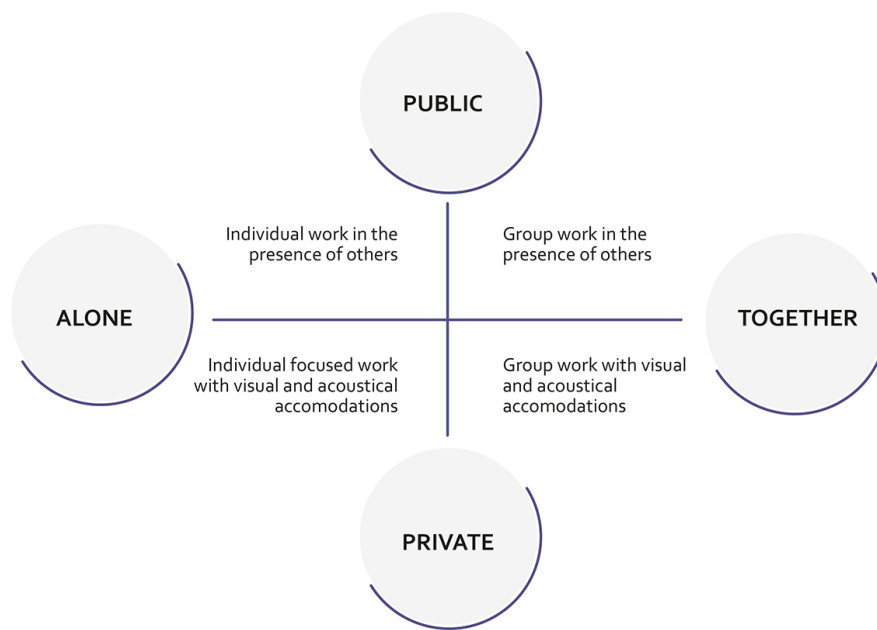 PUBLIC
Individual work in the
presence of others
Group work in the
presence of others
ALONE
TOGETHER
Individual focused work
with visual and acoustical
accomodations
Group work with visual
and acoustical
accomodations
PRIVATE